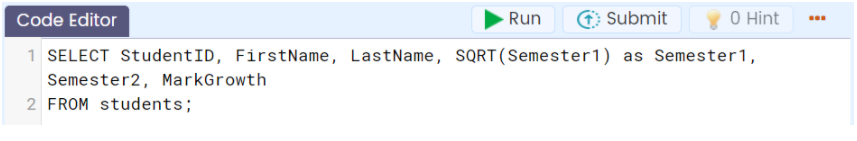 Code Editor Run Submit 0 Hint
1 SELECT StudentID, FirstName, LastName, SQRT(Semester1) as Semester1,
Semester2, MarkGrowth
2 FROM students;